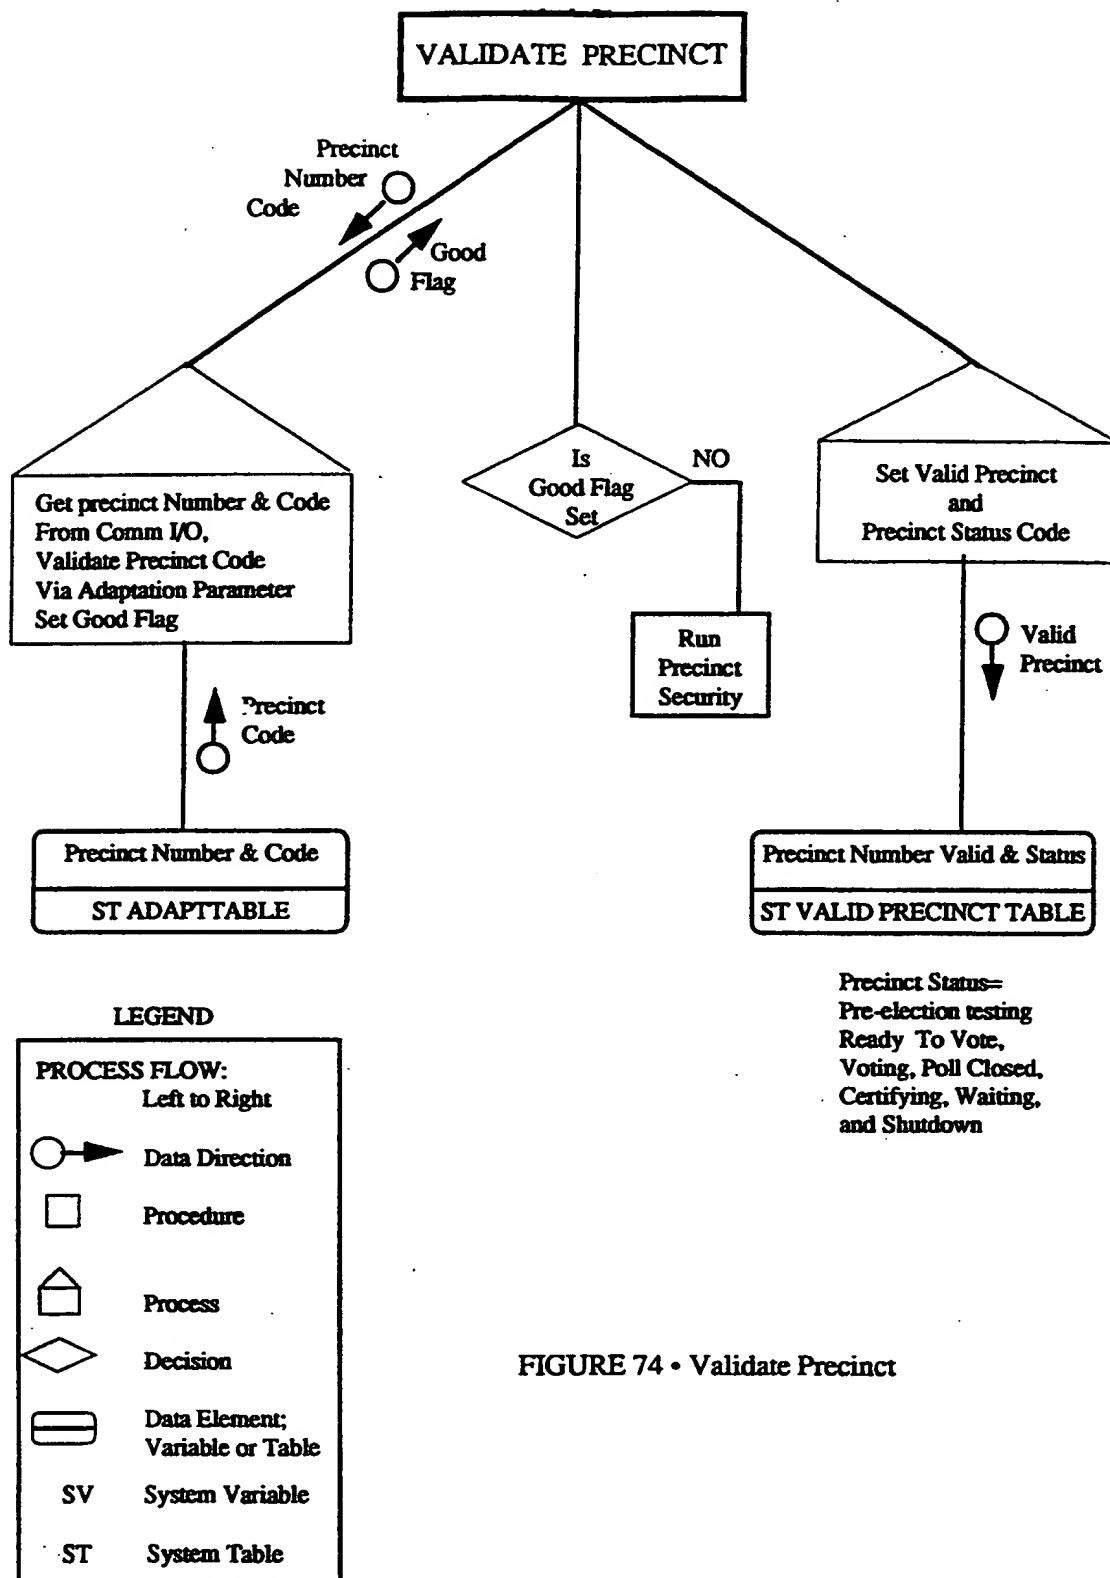 VALIDATE PRECINCT
Precinct
Number
Code
Good
Flag
Get precinct Number & Code
From Comm I/O,
Validate Precinct Code
Via Adaptation Parameter
Set Good Flag
Is
Good Flag
Set
NO
Set Valid Precinct
and
Precinct Status Code
Run
Precinct
Security
Valid
Precinct
Precinct
Code
Precinct Number & Code
ST ADAPTTABLE
Precinct Number Valid & Status
ST VALID PRECINCT TABLE
Precinct Status=
Pre-election testing
Ready To Vote,
Voting, Poll Closed,
Certifying, Waiting,
and Shutdown
LEGEND
PROCESS FLOW:
Left to Right
Data Direction
Procedure
Process
Decision
Data Element;
Variable or Table
SV System Variable
ST System Table
FIGURE 74 • Validate Precinct